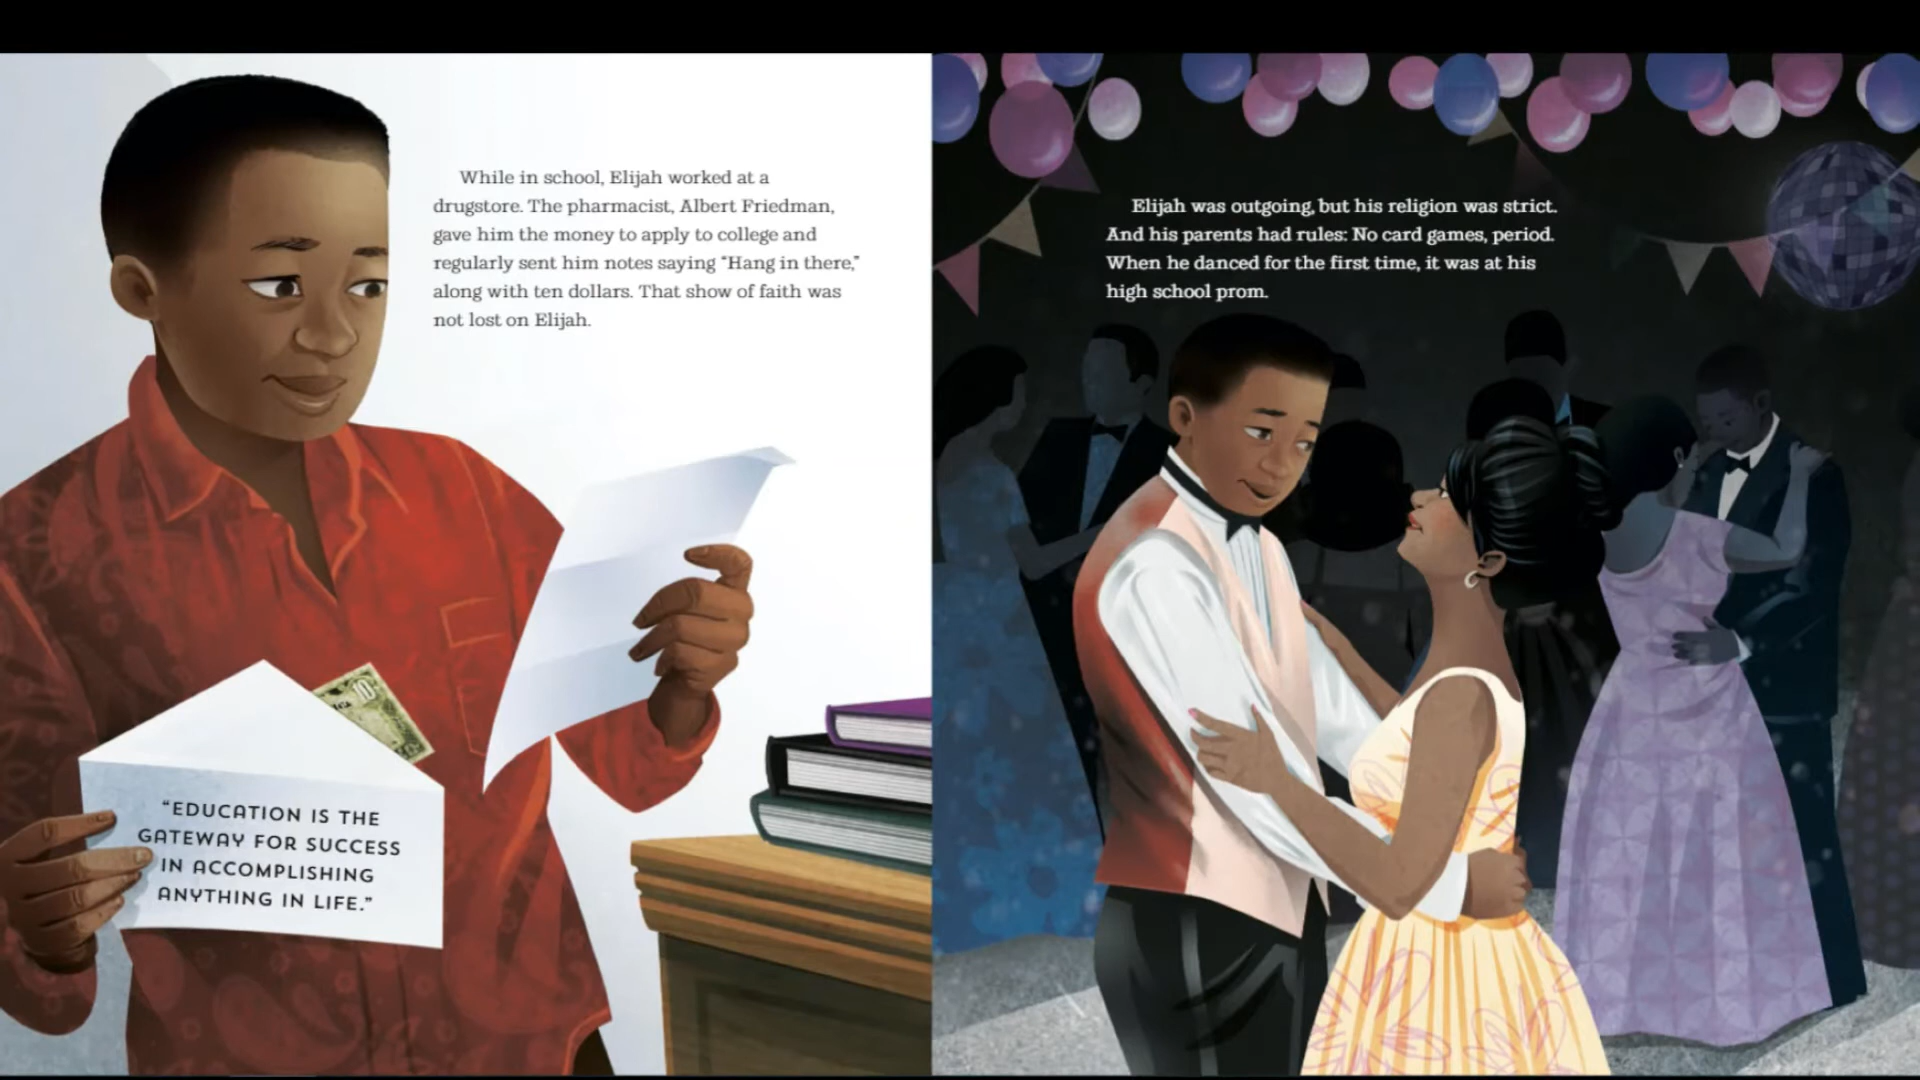 While in school, Elijah worked at a
drugstore. The pharmacist, Albert Friedman,
gave him the money to apply to college and
regularly sent him notes saying “Hang in there,”
along with ten dollars. That show of faith was
not lost on Elijah.
10
“EDUCATION IS THE
GATEWAY FOR SUCCESS
IN ACCOMPLISHING
ANYTHING IN LIFE.”
Elijah was outgoing, but his religion was strict.
And his parents had rules: No card games, period.
When he danced for the first time, it was at his
high school prom.